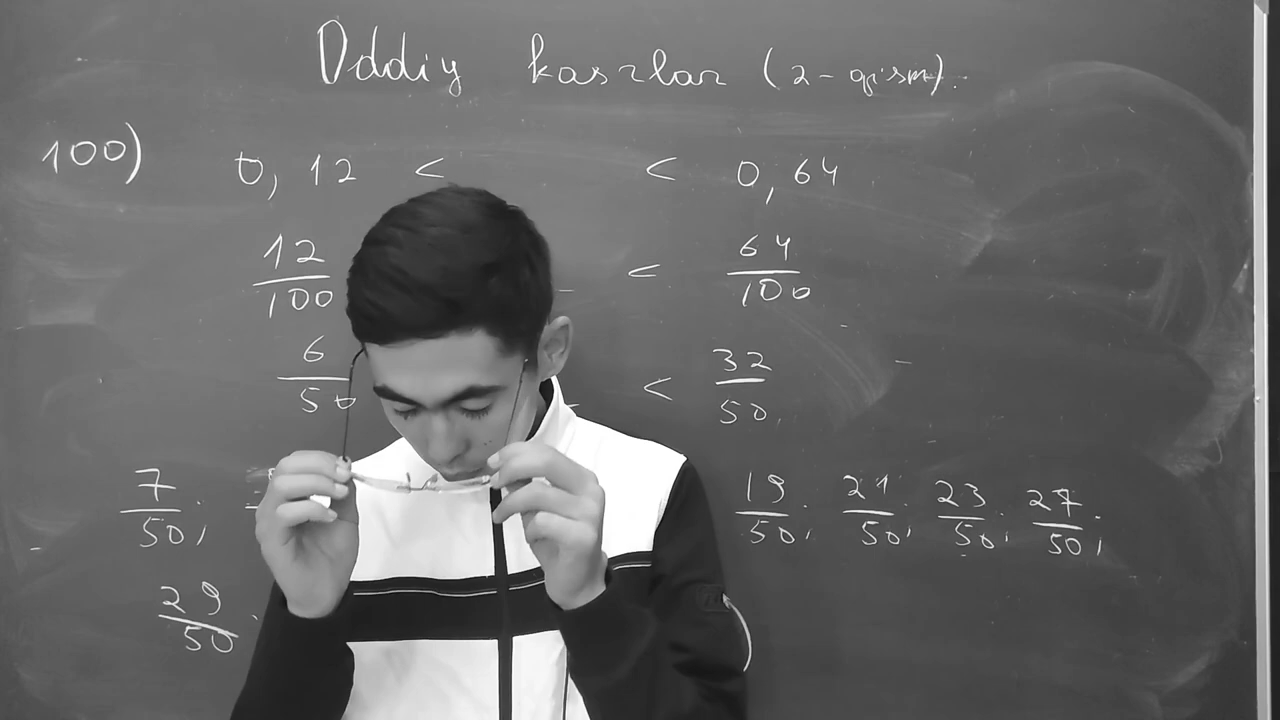 Oddiy kasrlar (2-qism).
100) 0,12 < < 0,64
12/100 < 64/100
6/50 < 32/50
7/50; 19/50; 21/50; 23/50; 27/50;
29/50